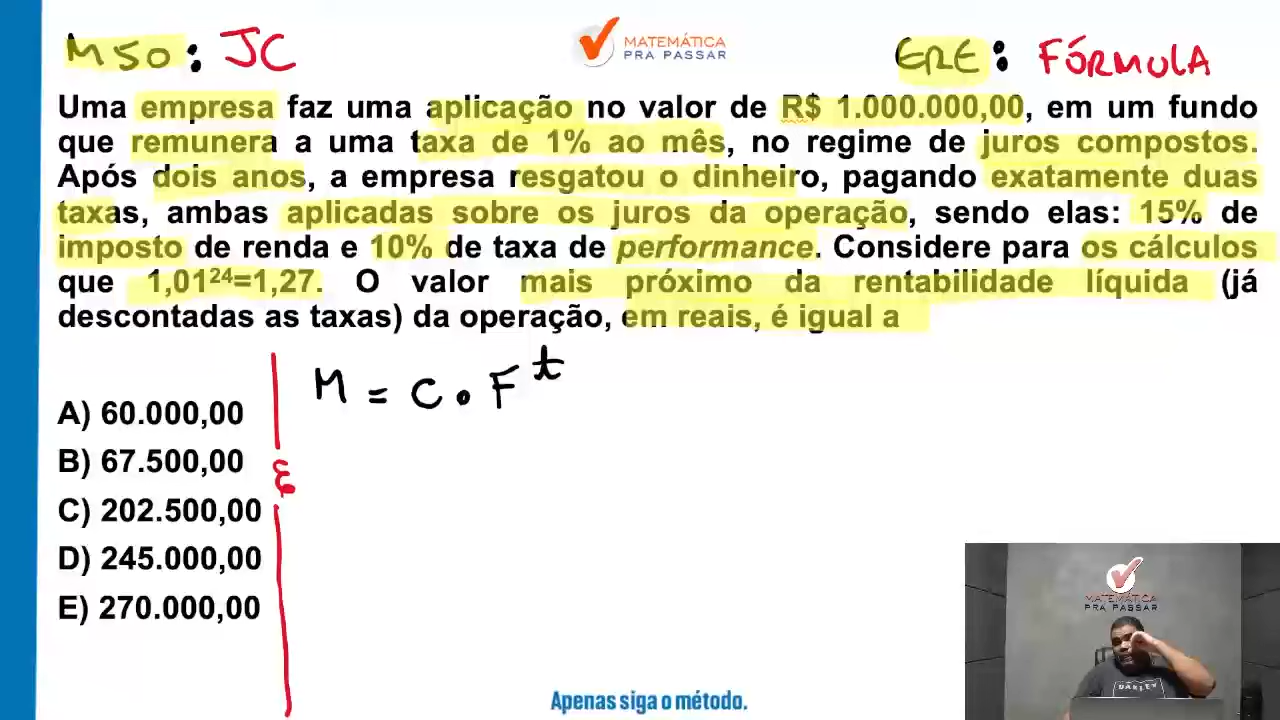 M50: JC
MATEMÁTICA
PRA PASSAR
ERE: FÓRMULA
Uma empresa faz uma aplicação no valor de R$ 1.000.000,00, em um fundo
que remunera a uma taxa de 1% ao mês, no regime de juros compostos.
Após dois anos, a empresa resgatou o dinheiro, pagando exatamente duas
taxas, ambas aplicadas sobre os juros da operação, sendo elas: 15% de
imposto de renda e 10% de taxa de performance. Considere para os cálculos
que 1,01²⁴=1,27. O valor mais próximo da rentabilidade líquida (já
descontadas as taxas) da operação, em reais, é igual a
M = C . F^t
A) 60.000,00
B) 67.500,00
C) 202.500,00
D) 245.000,00
E) 270.000,00
MATEMÁTICA
PRA PASSAR
OAKLEY
Apenas siga o método.